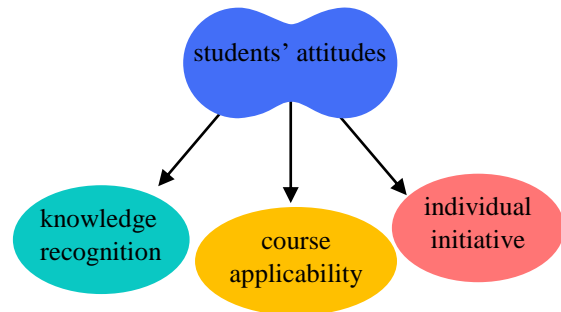 students’ attitudes
knowledge
recognition
course
applicability
individual
initiative